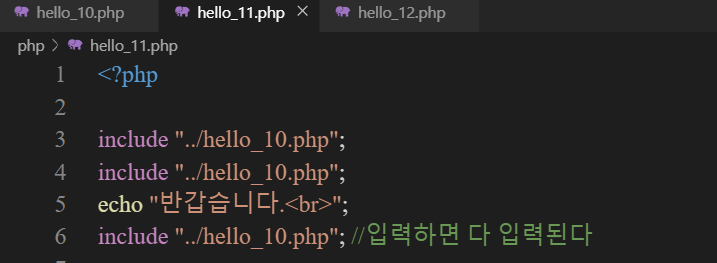 hello_10.php hello_11.php × hello_12.php
php > hello_11.php
1 <?php
2
3 include "../hello_10.php";
4 include "../hello_10.php";
5 echo "반갑습니다.<br>";
6 include "../hello_10.php"; //입력하면 다 입력된다